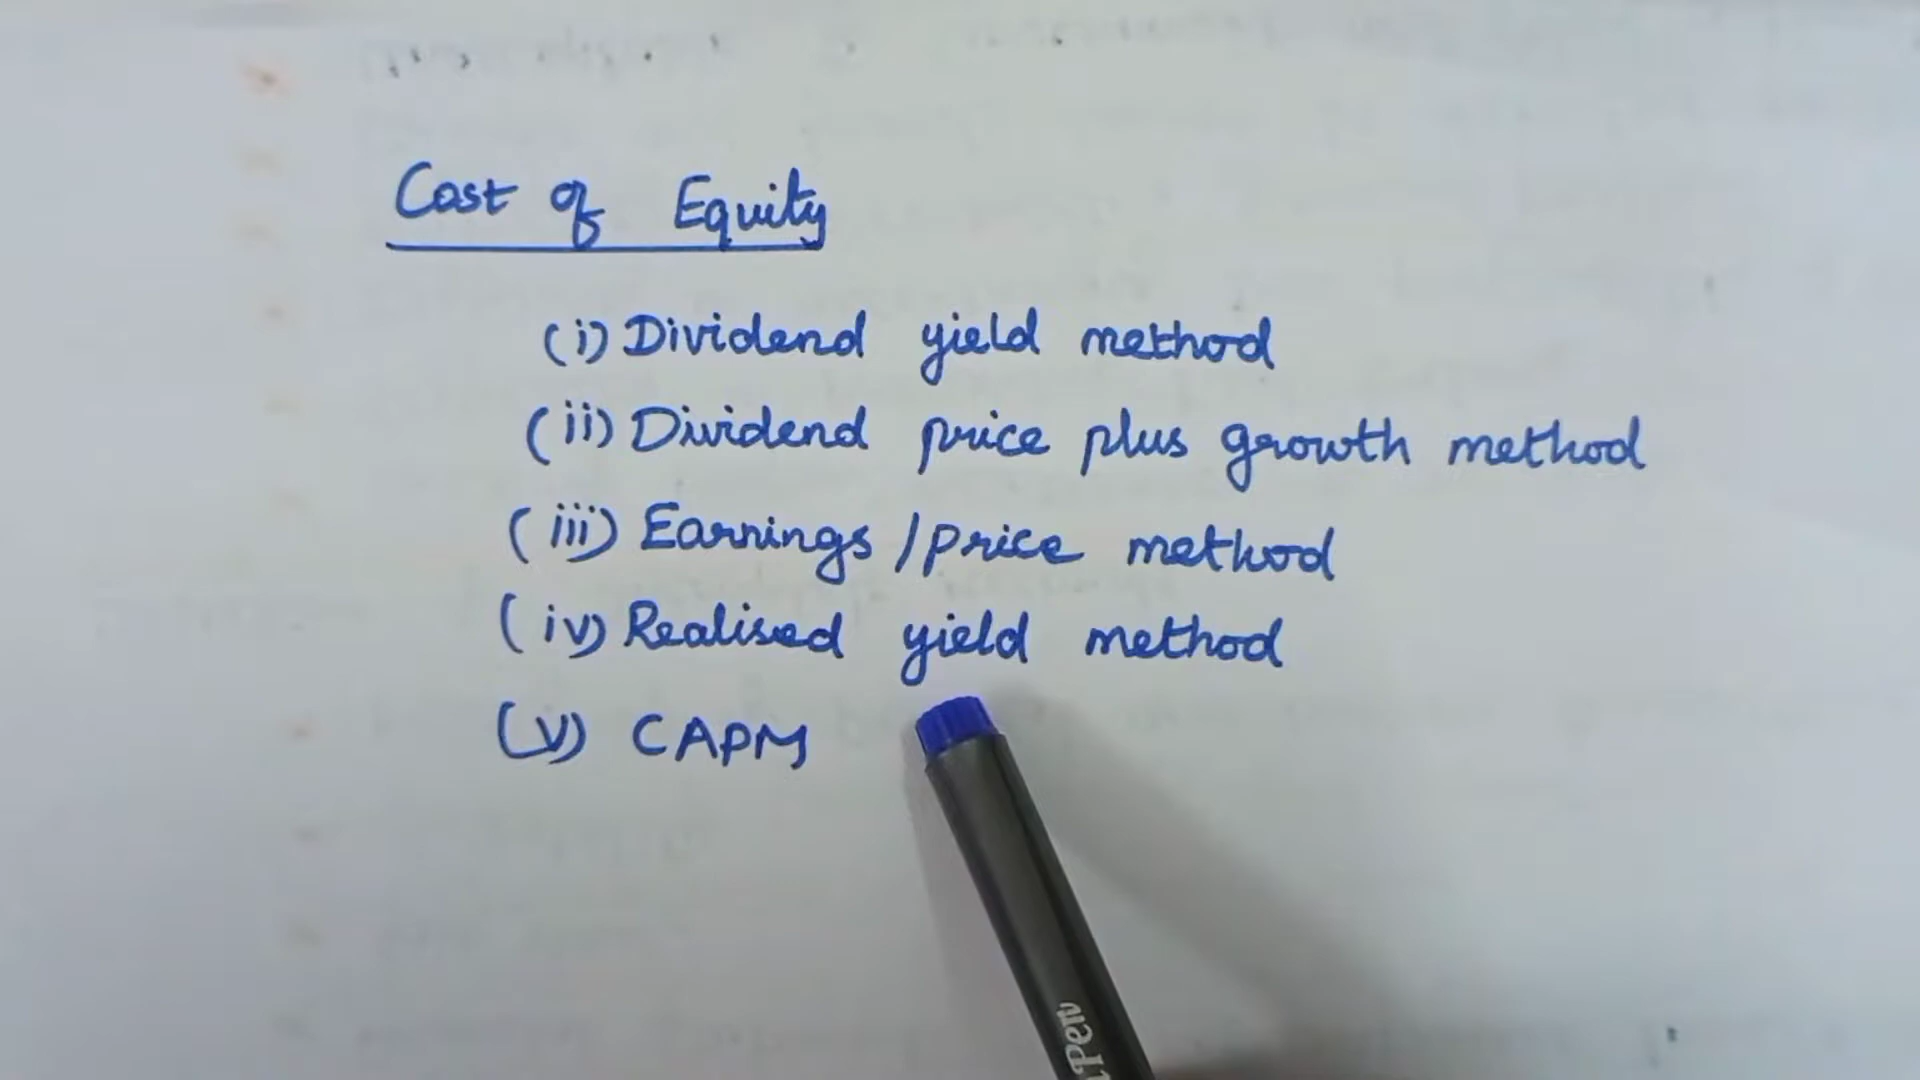 Cost of Equity
(i) Dividend yield method
(ii) Dividend price plus growth method
(iii) Earnings / price method
(iv) Realised yield method
(v) CAPM
Pen